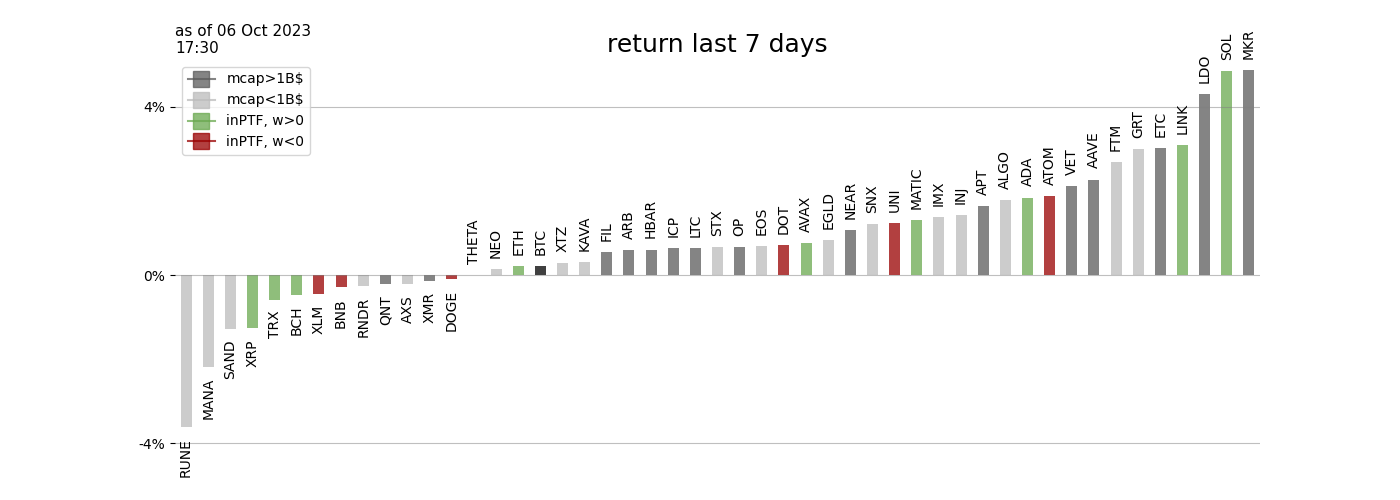 as of 06 Oct 2023
17:30
return last 7 days
mcap>1B$
mcap<1B$
inPTF, w>0
inPTF, w<0
4%
0%
-4%
RUNE
MANA
SAND
XRP
TRX
BCH
XLM
BNB
RNDR
QNT
AXS
XMR
DOGE
THETA
NEO
ETH
BTC
XTZ
KAVA
FIL
ARB
HBAR
ICP
LTC
STX
OP
EOS
DOT
AVAX
EGLD
NEAR
SNX
UNI
MATIC
IMX
INJ
APT
ALGO
ADA
ATOM
VET
AAVE
FTM
GRT
ETC
LINK
LDO
SOL
MKR